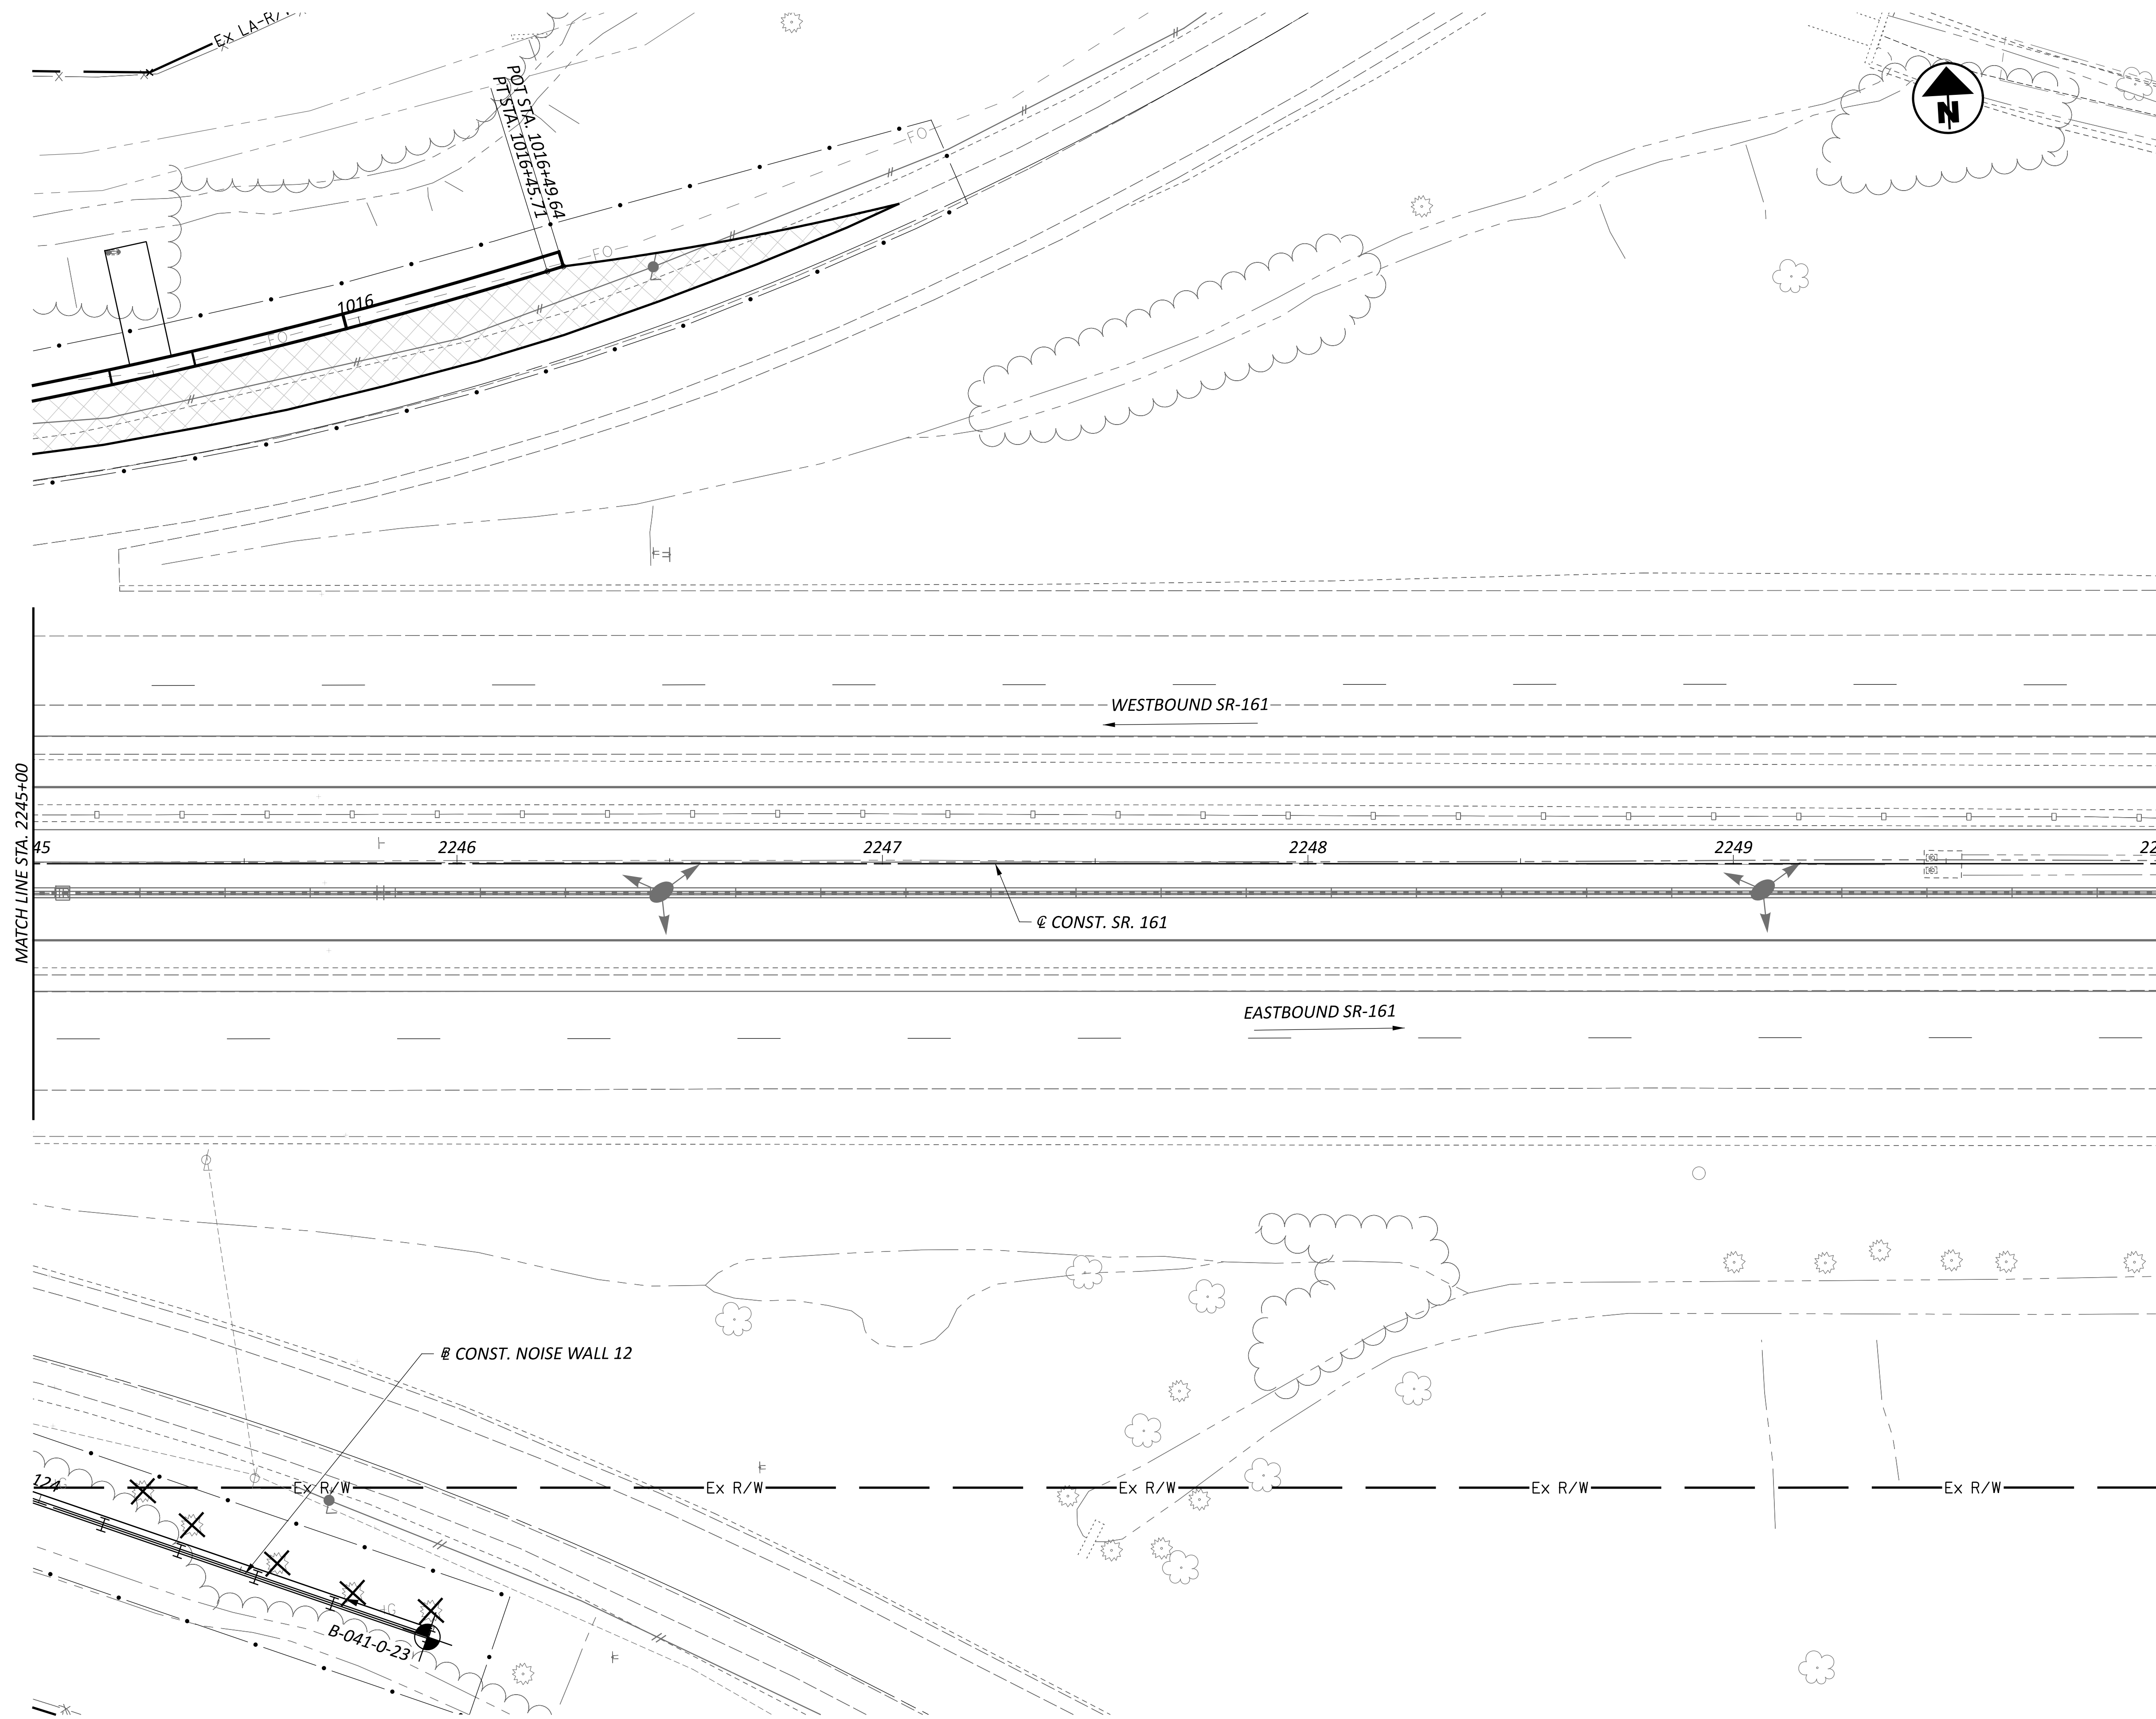 Ex LA-R/
POT STA. 1016+49.64
PT STA. 1016+45.71
N
FO
FO
1016
FO
WESTBOUND SR-161
MATCH LINE STA. 2245+00
45
2246
2247
2248
2249
22
℄ CONST. SR. 161
EASTBOUND SR-161
℄ CONST. NOISE WALL 12
124
Ex R/W
Ex R/W
Ex R/W
Ex R/W
Ex R/W
B-041-0-23